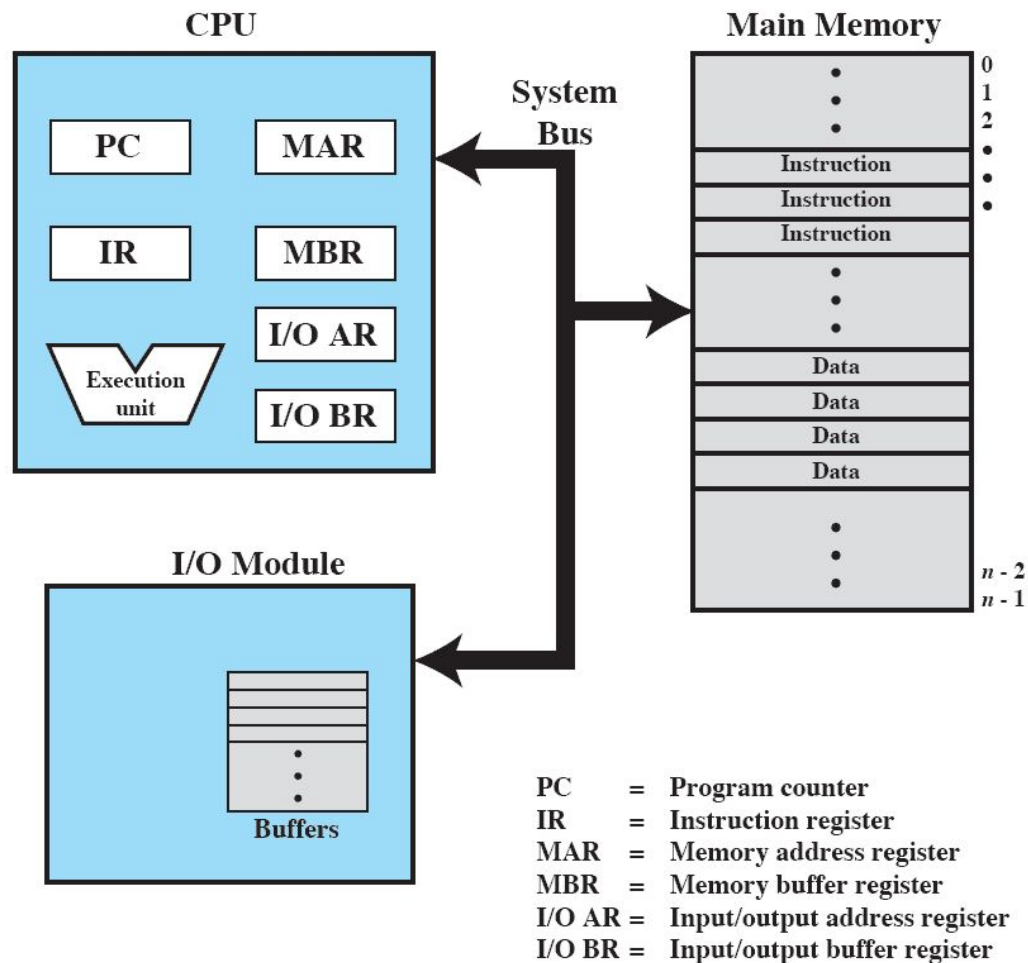 CPU
PC
MAR
IR
MBR
I/O AR
I/O BR
Execution
unit
System
Bus
Main Memory
0
1
2
Instruction
Instruction
Instruction
Data
Data
Data
Data
n - 2
n - 1
I/O Module
Buffers
PC = Program counter
IR = Instruction register
MAR = Memory address register
MBR = Memory buffer register
I/O AR = Input/output address register
I/O BR = Input/output buffer register